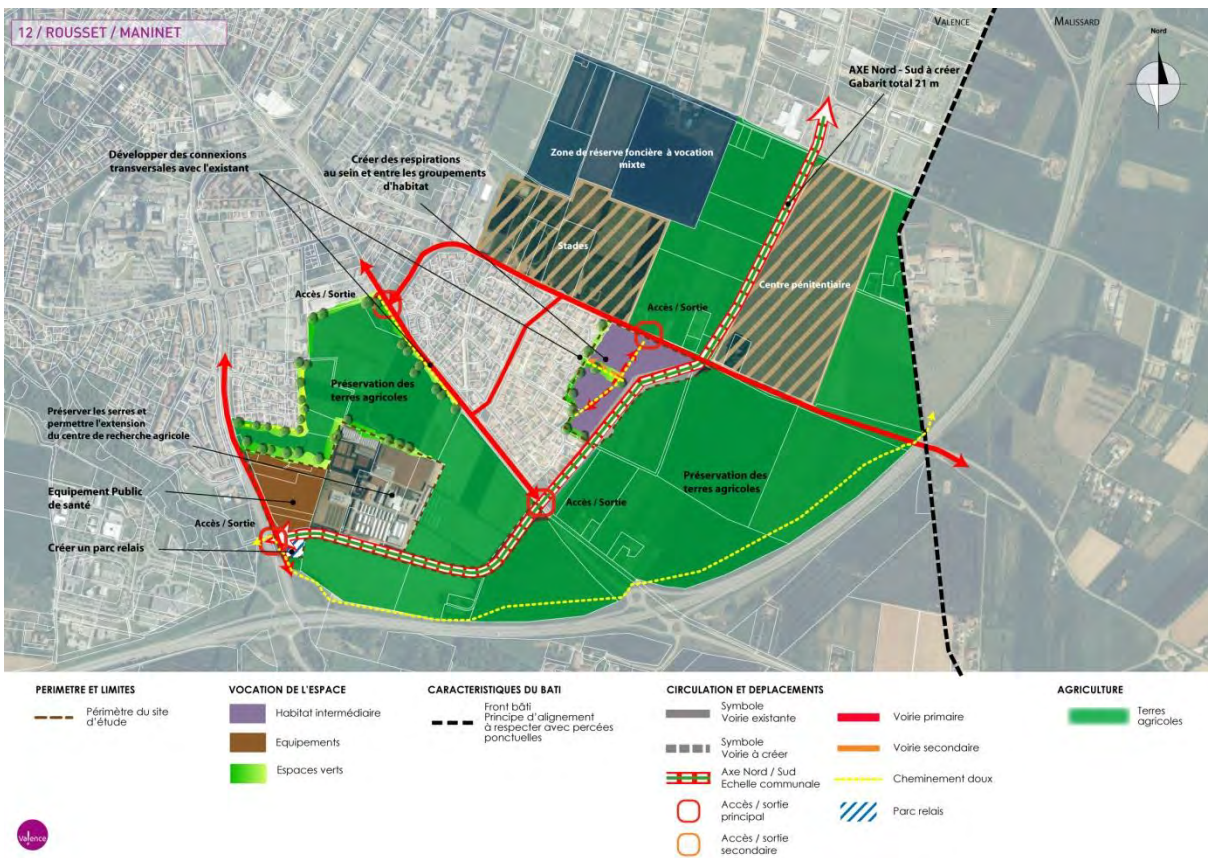 12 / ROUSSET / MANINET
VALENCE
MALISSARD
Nord
AXE Nord - Sud à créer
Gabarit total 21 m
Développer des connexions
transversales avec l'existant
Créer des respirations
au sein et entre les groupements
d'habitat
Zone de réserve foncière à vocation
mixte
Stades
Centre pénitentiaire
Accès / Sortie
Accès / Sortie
Préservation des
terres agricoles
Préserver les serres et
permettre l'extension
du centre de recherche agricole
Préservation des
terres agricoles
Equipement Public
de santé
Accès / Sortie
Accès / Sortie
Créer un parc relais
PERIMETRE ET LIMITES
Périmètre du site
d'étude
VOCATION DE L'ESPACE
Habitat intermédiaire
Equipements
Espaces verts
CARACTERISTIQUES DU BATI
Front bâti
Principe d'alignement
à respecter avec percées
ponctuelles
CIRCULATION ET DEPLACEMENTS
Symbole
Voirie existante
Symbole
Voirie à créer
Axe Nord / Sud
Echelle communale
Accès / sortie
principal
Accès / sortie
secondaire
Voirie primaire
Voirie secondaire
Cheminement doux
Parc relais
AGRICULTURE
Terres
agricoles
Valence